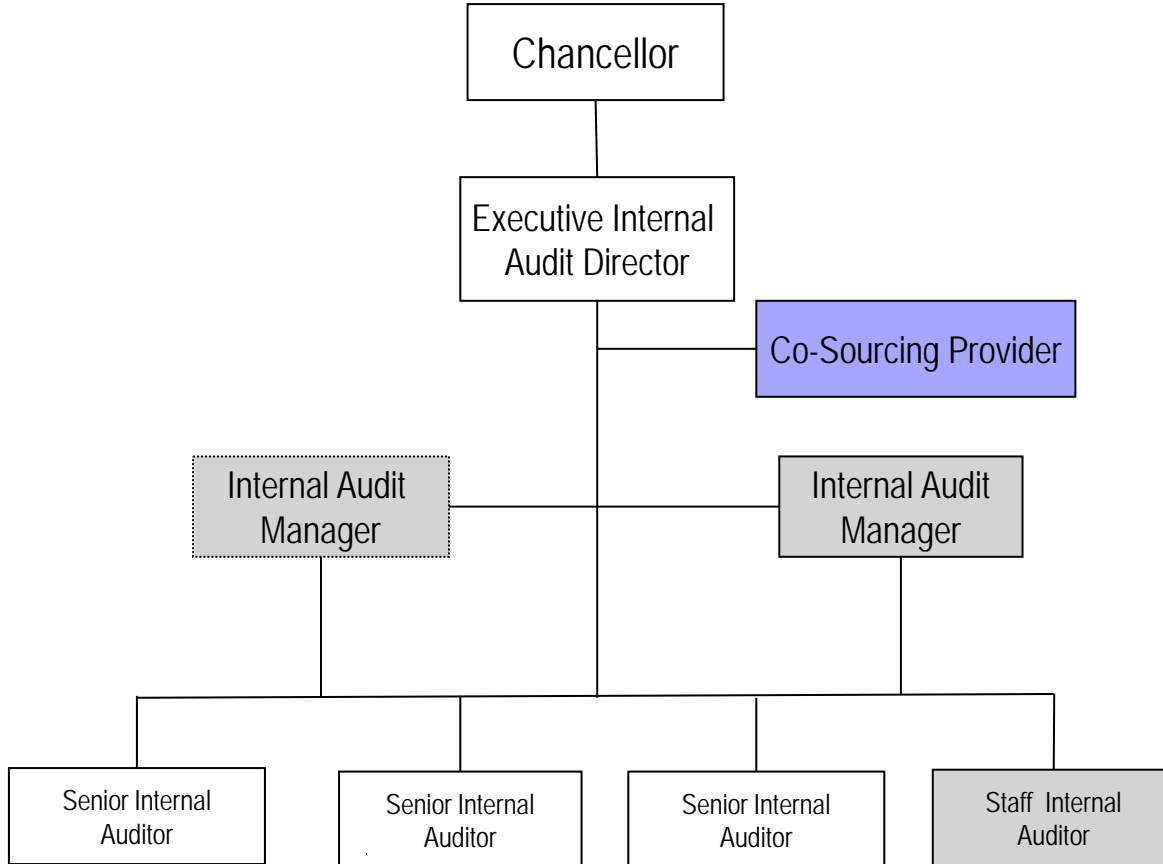 Chancellor
Executive Internal
Audit Director
Co-Sourcing Provider
Internal Audit
Manager
Internal Audit
Manager
Senior Internal
Auditor
Senior Internal
Auditor
Senior Internal
Auditor
Staff Internal
Auditor